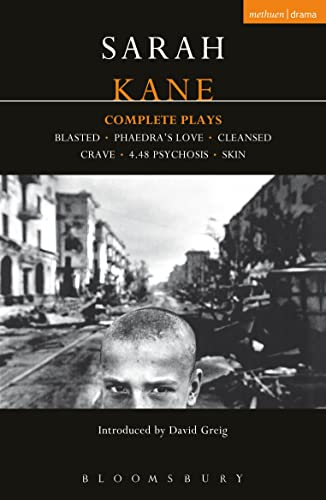 methuen | drama
SARAH
KANE
COMPLETE PLAYS
BLASTED • PHAEDRA'S LOVE • CLEANSED
CRAVE • 4.48 PSYCHOSIS • SKIN
Introduced by David Greig
BLOOMSBURY